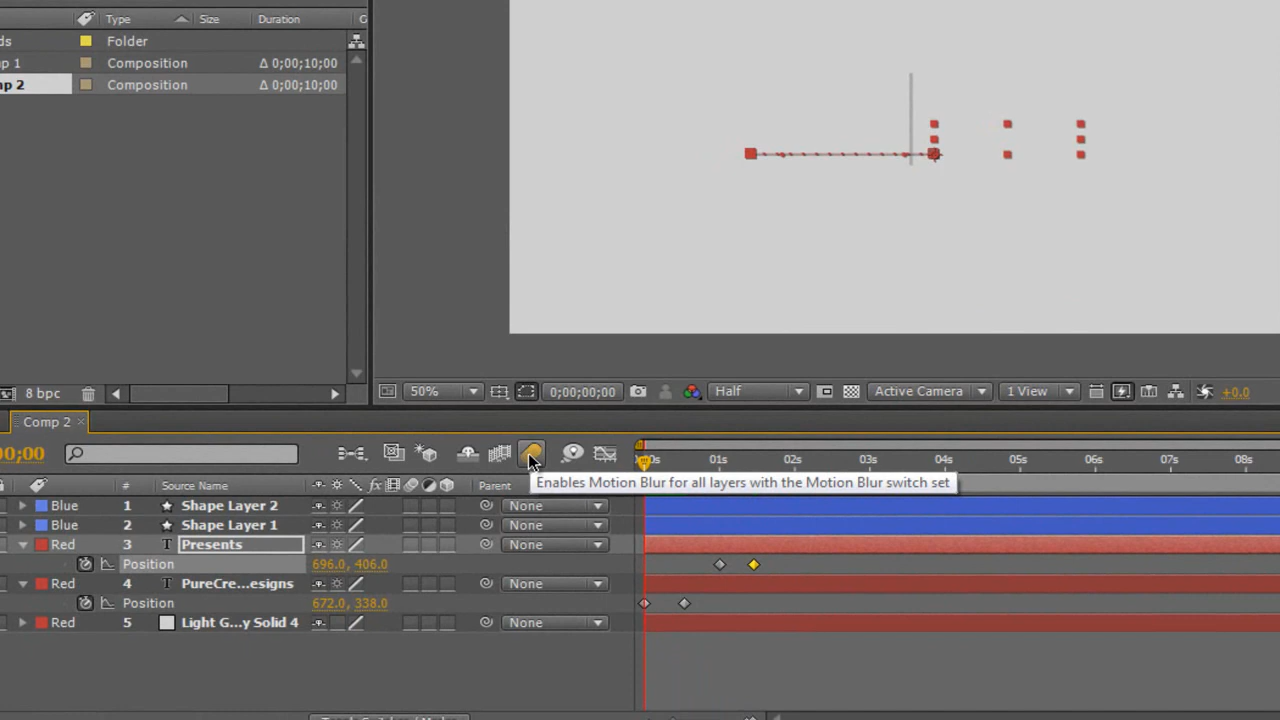 Type Size Duration G
ds Folder
p 1 Composition Δ 0;00;10;00
mp 2 Composition Δ 0;00;10;00
8 bpc
50% 0;00;00;00 Half Active Camera 1 View +0.0
Comp 2
00;00
0s 01s 02s 03s 04s 05s 06s 07s 08s
Enables Motion Blur for all layers with the Motion Blur switch set
# Source Name fx Parent
Blue 1 Shape Layer 2 None
Blue 2 Shape Layer 1 None
Red 3 T Presents None
Position 696.0, 406.0
Red 4 T PureCre...esigns None
Position 672.0, 338.0
Red 5 Light G...y Solid 4 None